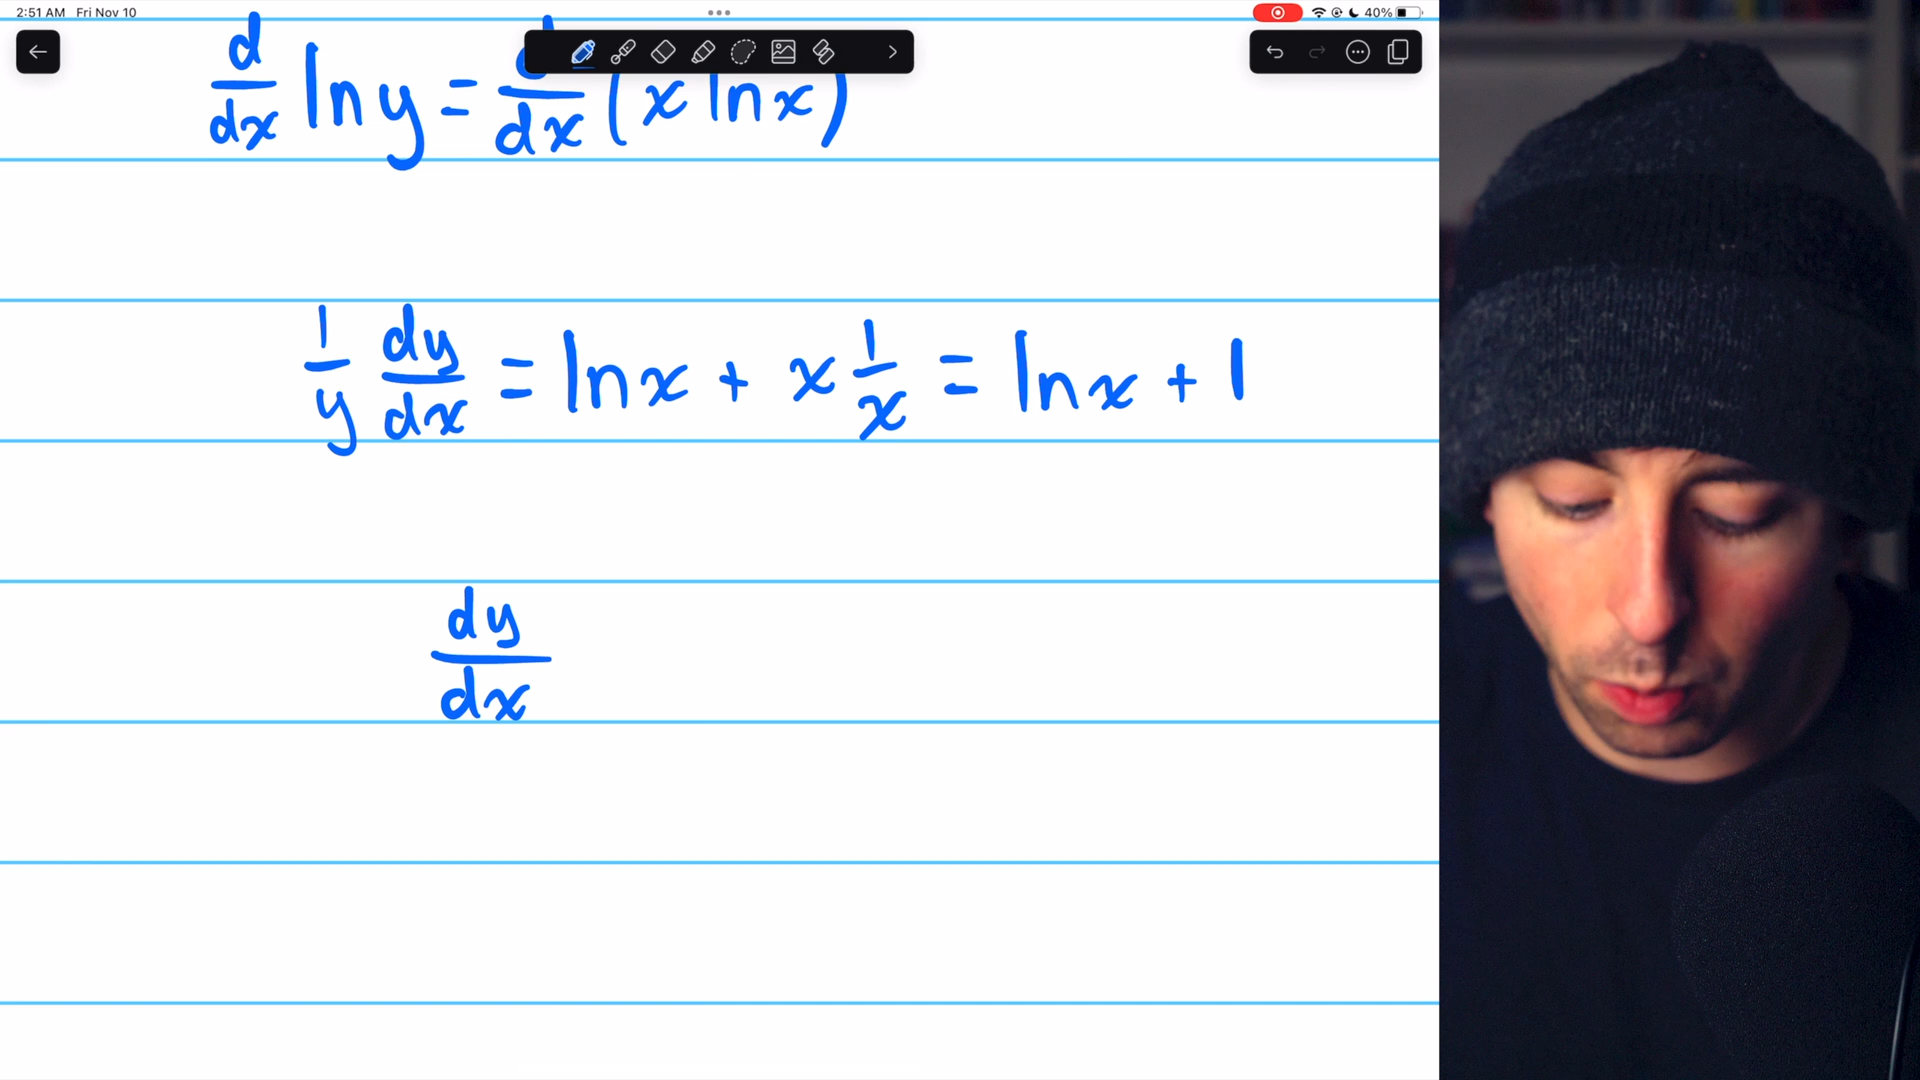 2:51 AM Fri Nov 10
40%
d/dx ln y = d/dx (x ln x)
1/y dy/dx = ln x + x 1/x = ln x + 1
dy/dx